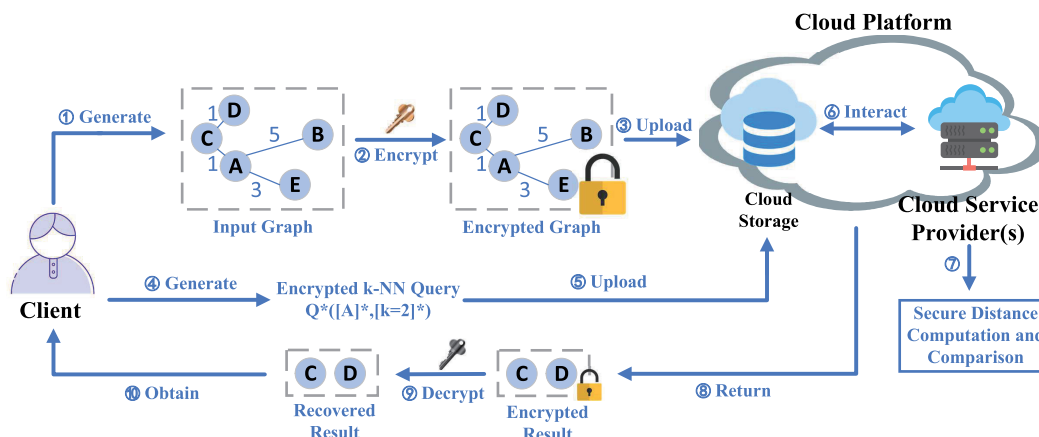 Cloud Platform
① Generate
1
D
C
5
B
1
A
3
E
Input Graph
② Encrypt
1
D
C
5
B
1
A
3
E
Encrypted Graph
③ Upload
⑥ Interact
Cloud
Storage
Cloud Service
Provider(s)
⑦
Secure Distance
Computation and
Comparison
Client
④ Generate
Encrypted k-NN Query
Q*([A]*,[k=2]*)
⑤ Upload
⑩ Obtain
C D
Recovered
Result
⑨ Decrypt
C D
Encrypted
Result
⑧ Return